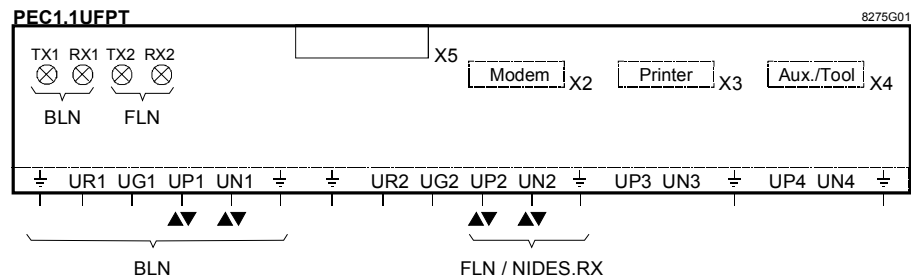 PEC1.1UFPT 8275G01
TX1 RX1 TX2 RX2 X5
Modem X2 Printer X3 Aux./Tool X4
BLN FLN
UR1 UG1 UP1 UN1 UR2 UG2 UP2 UN2 UP3 UN3 UP4 UN4
BLN FLN / NIDES.RX